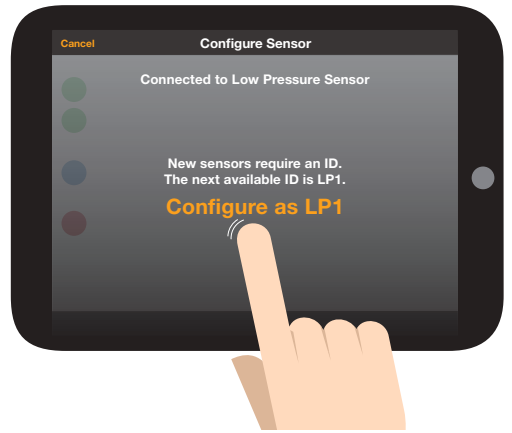 Cancel
Configure Sensor
Connected to Low Pressure Sensor
New sensors require an ID.
The next available ID is LP1.
Configure as LP1